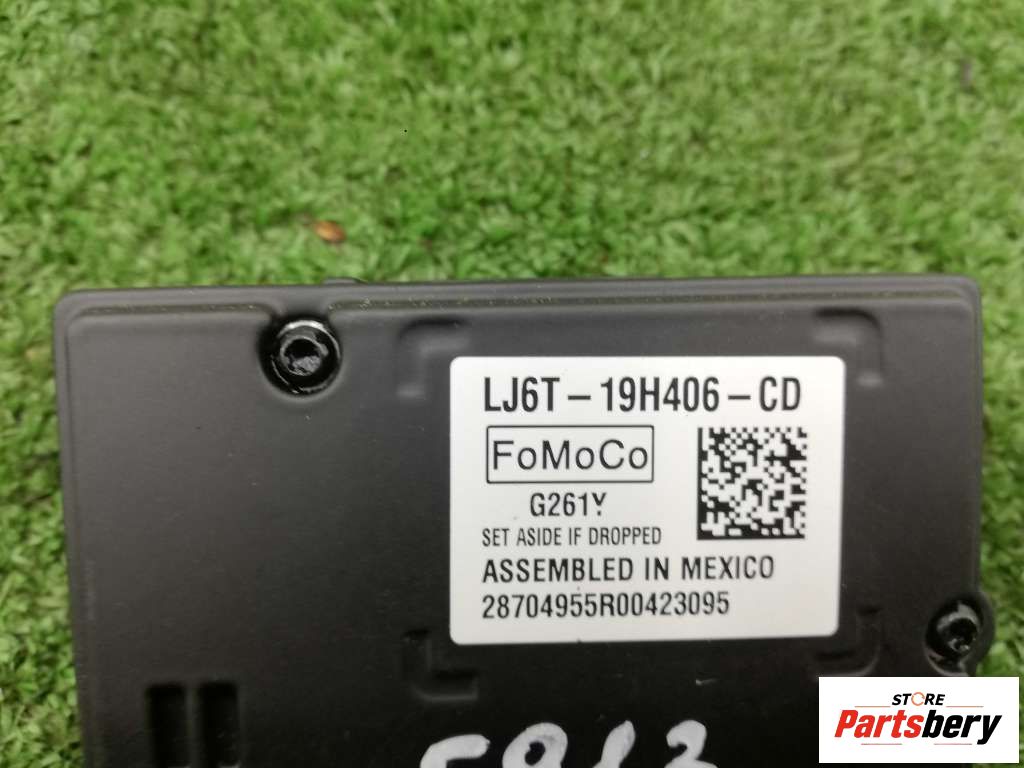 LJ6T-19H406-CD
FoMoCo
G261Y
SET ASIDE IF DROPPED
ASSEMBLED IN MEXICO
28704955R00423095
STORE
Partsbery